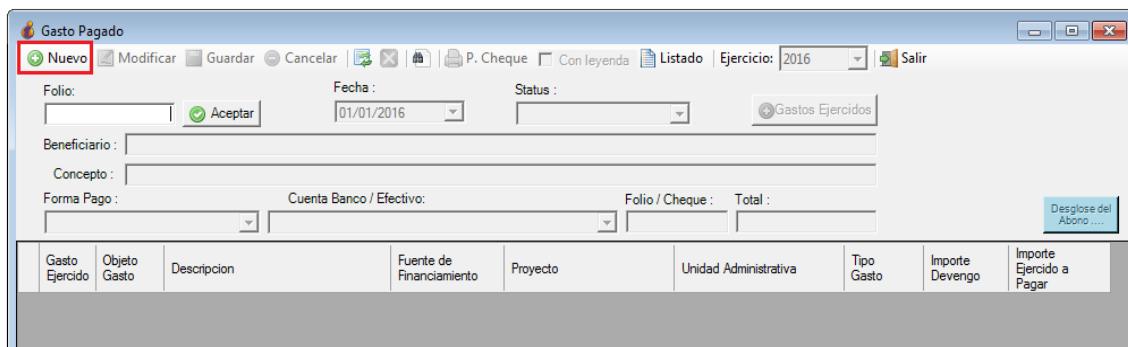 Gasto Pagado
Nuevo Modificar Guardar Cancelar P. Cheque Con leyenda Listado Ejercicio: 2016 Salir
Folio: Fecha : Status :
Aceptar 01/01/2016 Gastos Ejercidos
Beneficiario :
Concepto :
Forma Pago : Cuenta Banco / Efectivo: Folio / Cheque : Total :
Desglose del
Abono ....
Gasto Objeto Descripcion Fuente de Proyecto Unidad Administrativa Tipo Importe Importe
Ejercido Gasto Financiamiento Gasto Devengo Ejercido a
Pagar